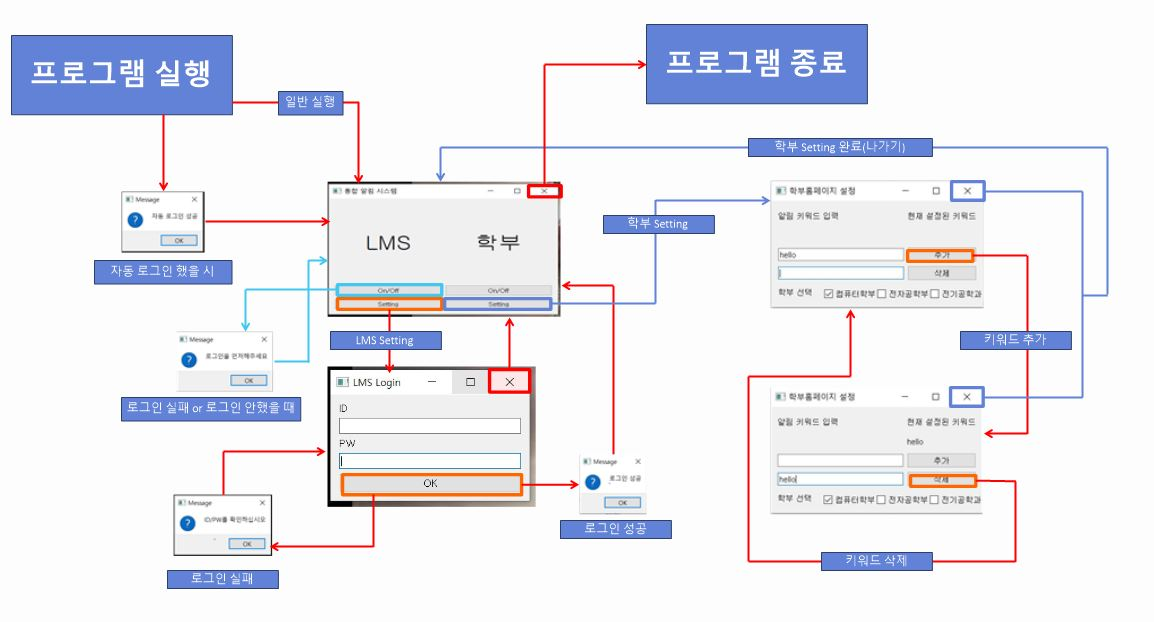 프로그램 실행
프로그램 종료
일반 실행
학부 Setting 완료(나가기)
Message
자동 로그인 성공
OK
자동 로그인 했을 시
통합 알림 시스템
LMS
학부
On/Off
On/Off
Setting
Setting
학부 Setting
학부홈페이지 설정
알림 키워드 입력
현재 설정된 키워드
hello
추가
삭제
학부 선택
컴퓨터학부
전자공학부
전기공학과
Message
로그인을 먼저해주세요
OK
로그인 실패 or 로그인 안했을 때
LMS Setting
키워드 추가
LMS Login
ID
PW
OK
학부홈페이지 설정
알림 키워드 입력
현재 설정된 키워드
hello
추가
hello
삭제
학부 선택
컴퓨터학부
전자공학부
전기공학과
Message
로그인 성공
OK
로그인 성공
Message
ID/PW를 확인하십시오
OK
로그인 실패
키워드 삭제